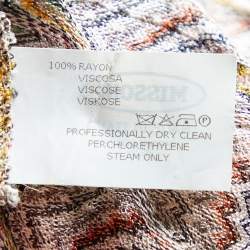 100% RAYON
VISCOSA
VISCOSE
VISKOSE
PROFESSIONALLY DRY CLEAN
PERCHLORETHYLENE
STEAM ONLY